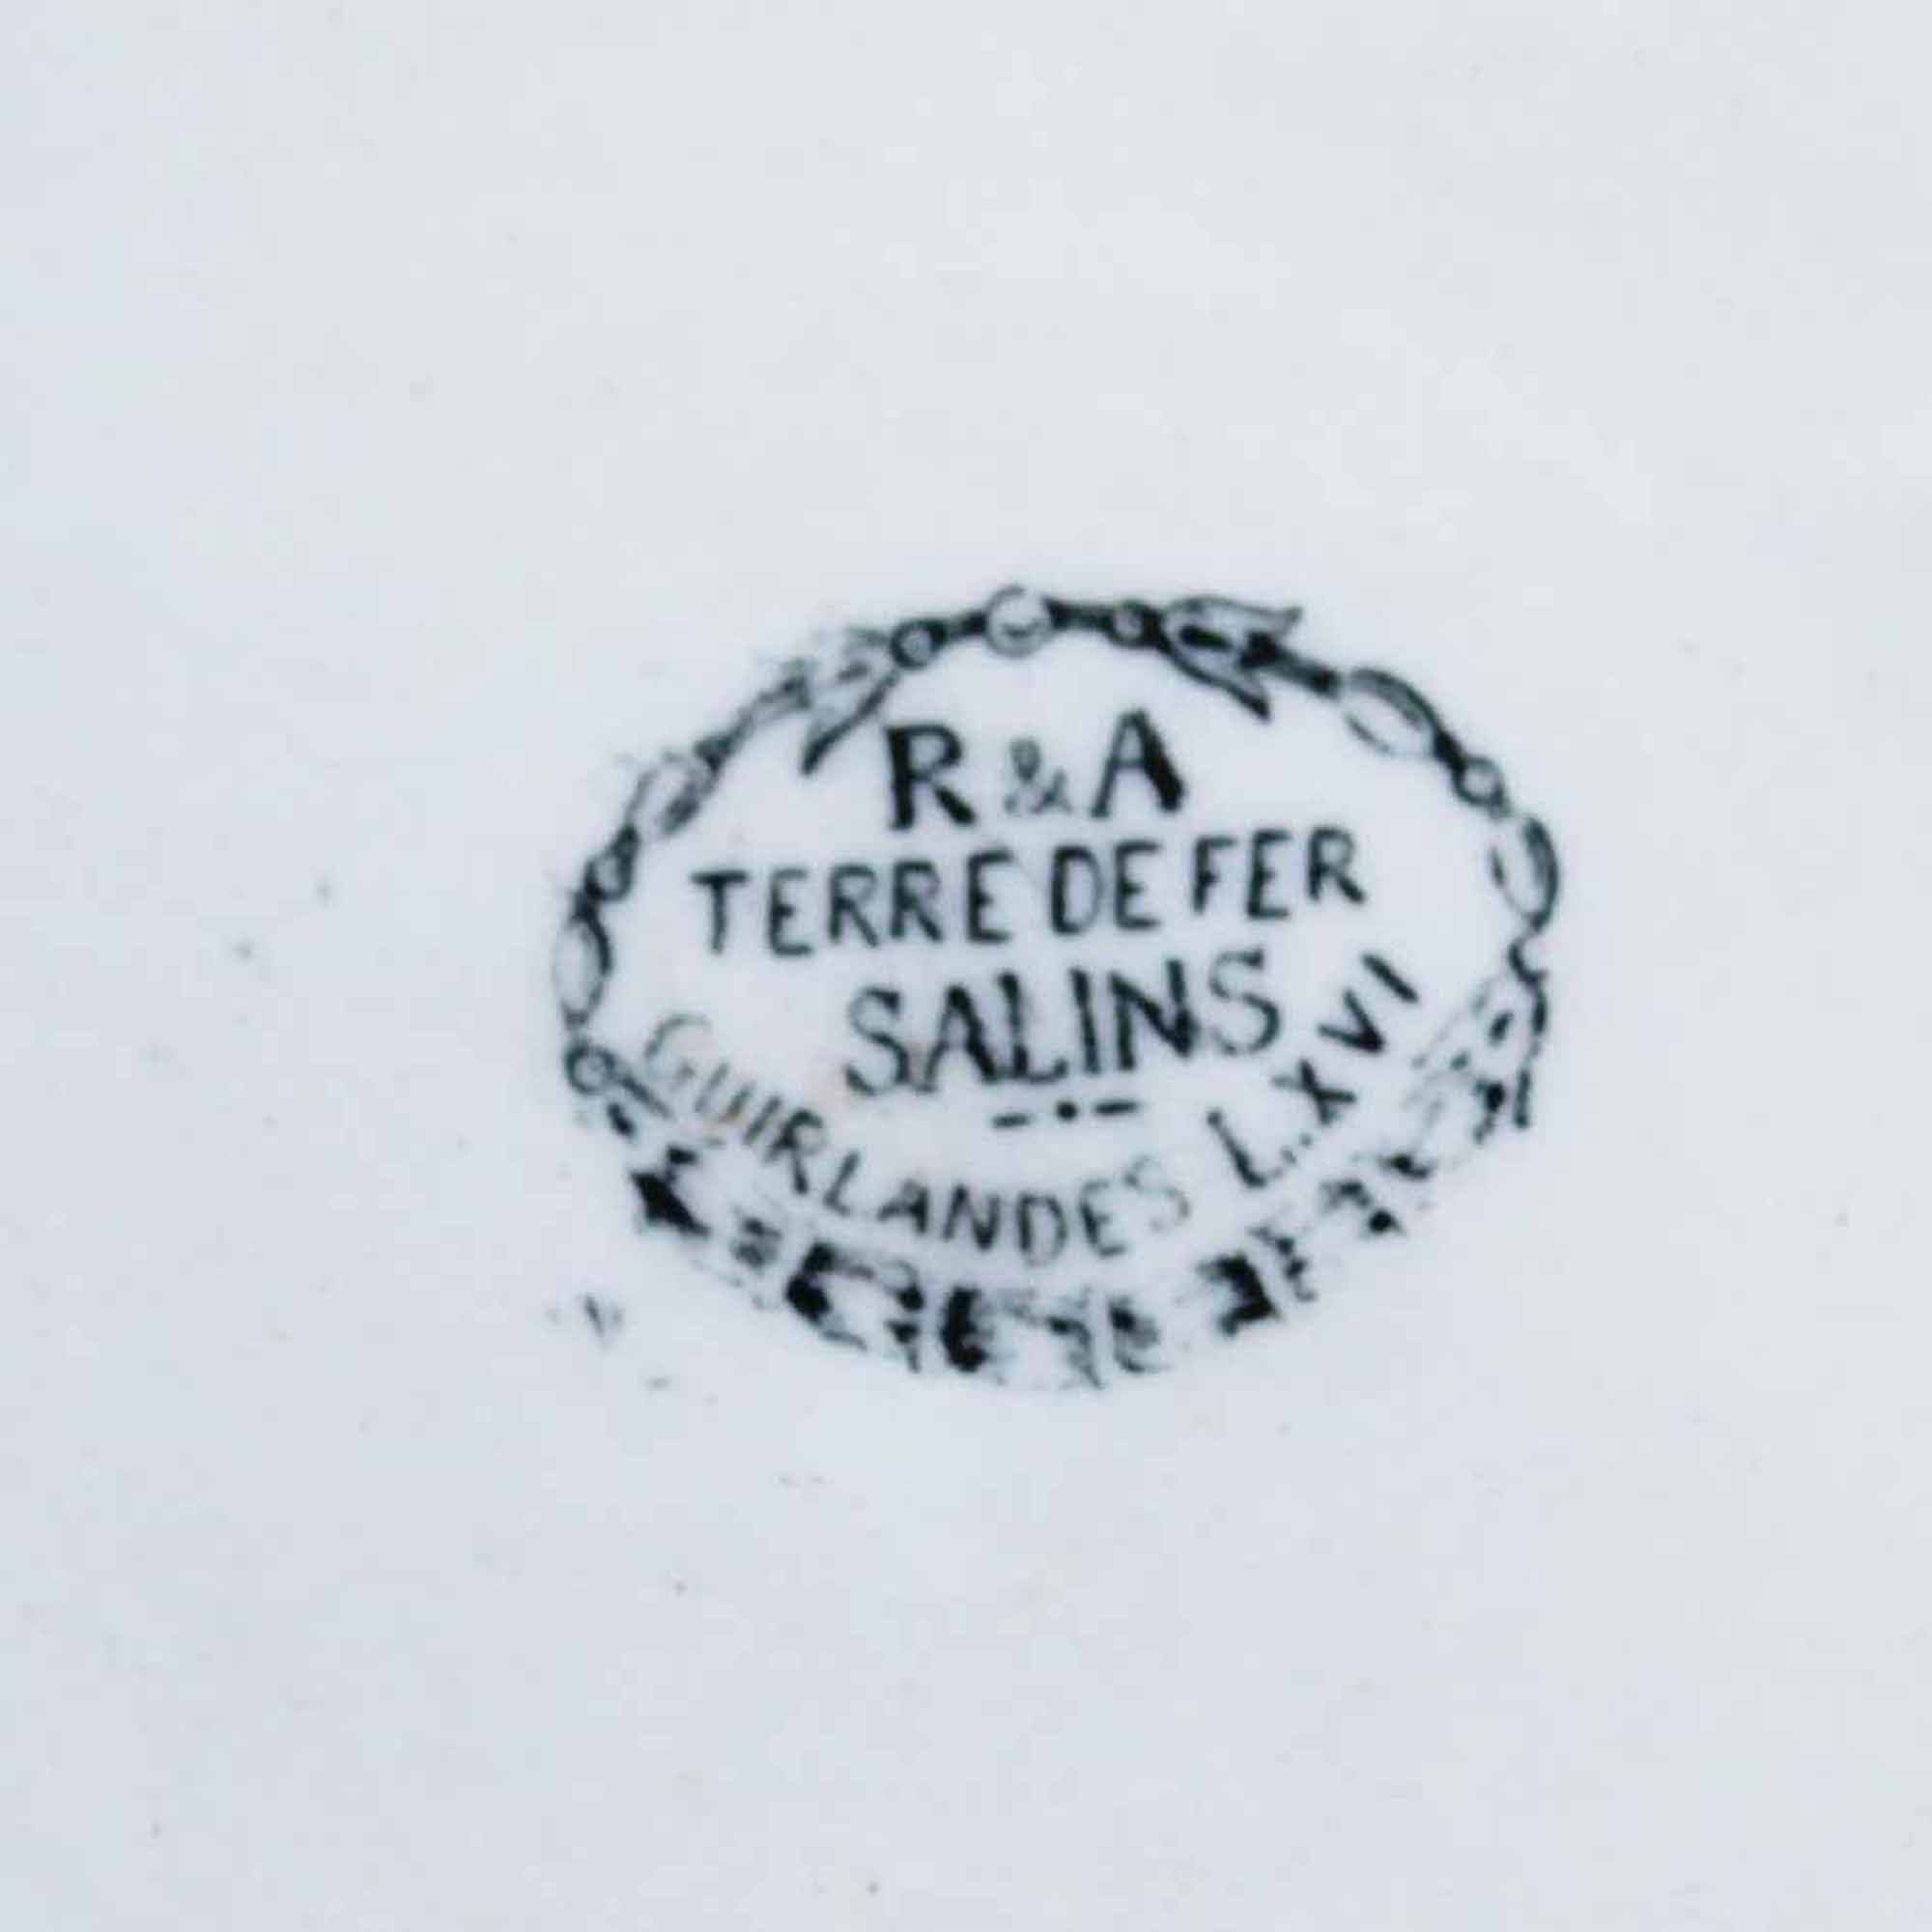 R & A
TERRE DE FER
SALINS
GUIRLANDES L.XVI